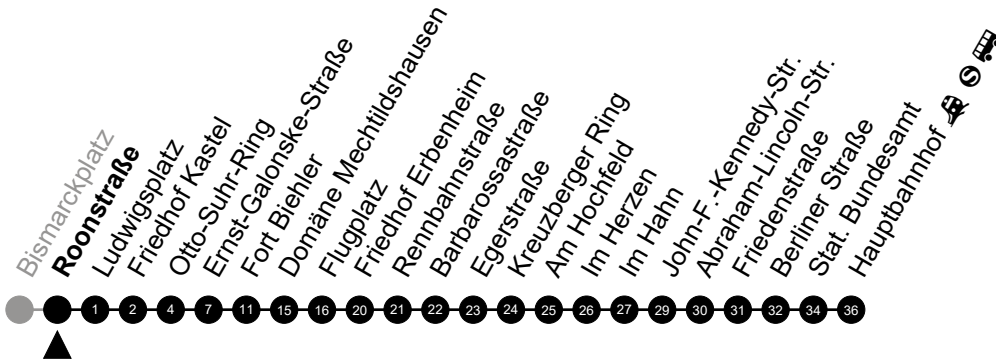 Bismarckplatz
Roonstraße
Ludwigsplatz
Friedhof Kastel
Otto-Suhr-Ring
Ernst-Galonske-Straße
Fort Biehler
Domäne Mechtildshausen
Flugplatz
Friedhof Erbenheim
Rennbahnstraße
Barbarossastraße
Egerstraße
Kreuzberger Ring
Am Hochfeld
Im Herzen
Im Hahn
John-F.-Kennedy-Str.
Abraham-Lincoln-Str.
Friedenstraße
Berliner Straße
Stat. Bundesamt
Hauptbahnhof S
1 2 4 7 11 15 16 20 21 22 23 24 25 26 27 29 30 31 32 34 36